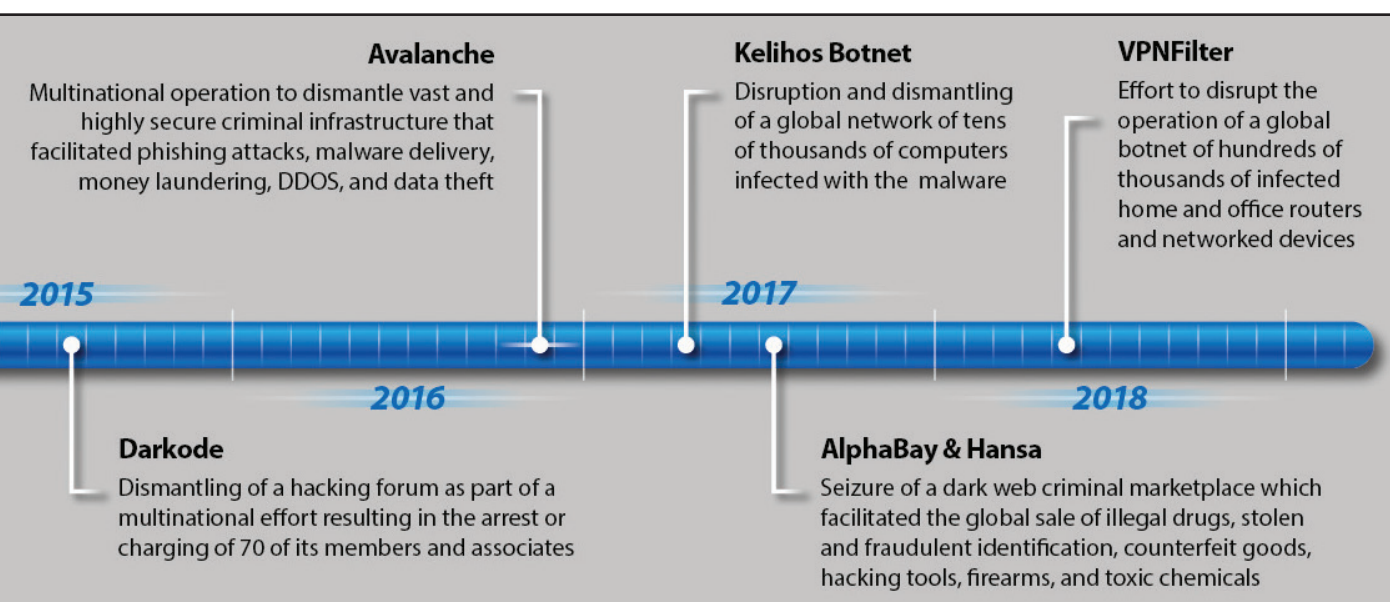 Avalanche
Multinational operation to dismantle vast and
highly secure criminal infrastructure that
facilitated phishing attacks, malware delivery,
money laundering, DDOS, and data theft
Kelihos Botnet
Disruption and dismantling
of a global network of tens
of thousands of computers
infected with the malware
VPNFilter
Effort to disrupt the
operation of a global
botnet of hundreds of
thousands of infected
home and office routers
and networked devices
2015
2017
2016
2018
Darkode
Dismantling of a hacking forum as part of a
multinational effort resulting in the arrest or
charging of 70 of its members and associates
AlphaBay & Hansa
Seizure of a dark web criminal marketplace which
facilitated the global sale of illegal drugs, stolen
and fraudulent identification, counterfeit goods,
hacking tools, firearms, and toxic chemicals